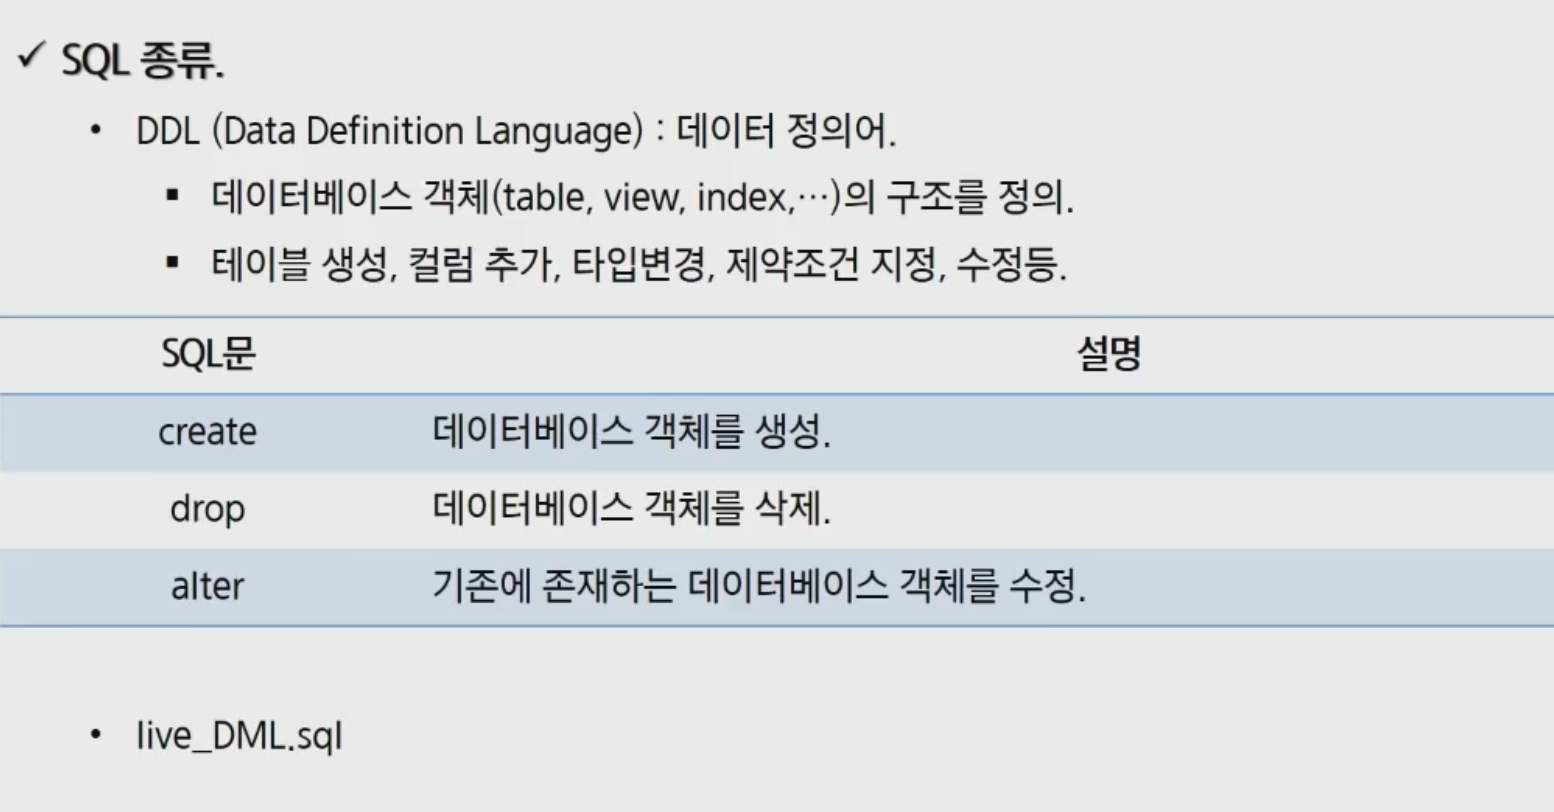 ✓ SQL 종류.
• DDL (Data Definition Language) : 데이터 정의어.
▪ 데이터베이스 객체(table, view, index,…)의 구조를 정의.
▪ 테이블 생성, 컬럼 추가, 타입변경, 제약조건 지정, 수정등.
SQL문 설명
create 데이터베이스 객체를 생성.
drop 데이터베이스 객체를 삭제.
alter 기존에 존재하는 데이터베이스 객체를 수정.
• live_DML.sql